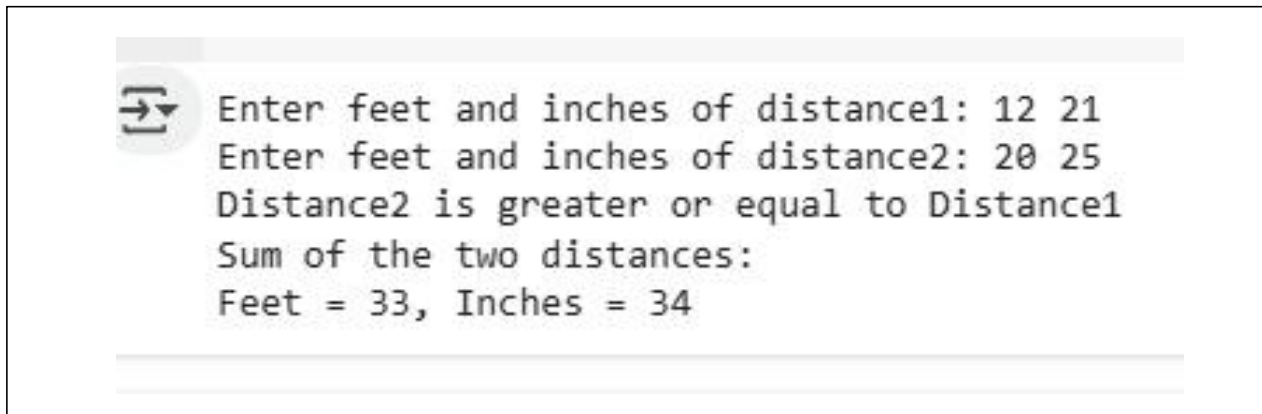 Enter feet and inches of distance1: 12 21
Enter feet and inches of distance2: 20 25
Distance2 is greater or equal to Distance1
Sum of the two distances:
Feet = 33, Inches = 34